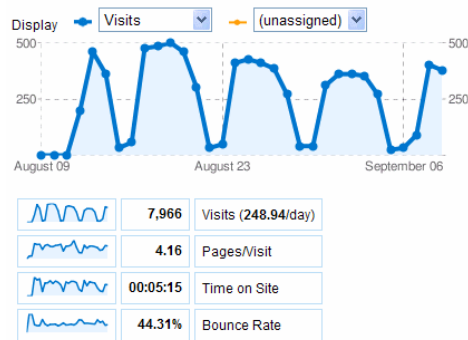 Display Visits (unassigned)
500 500
250 250
August 09 August 23 September 06
7,966 Visits (248.94/day)
4.16 Pages/Visit
00:05:15 Time on Site
44.31% Bounce Rate